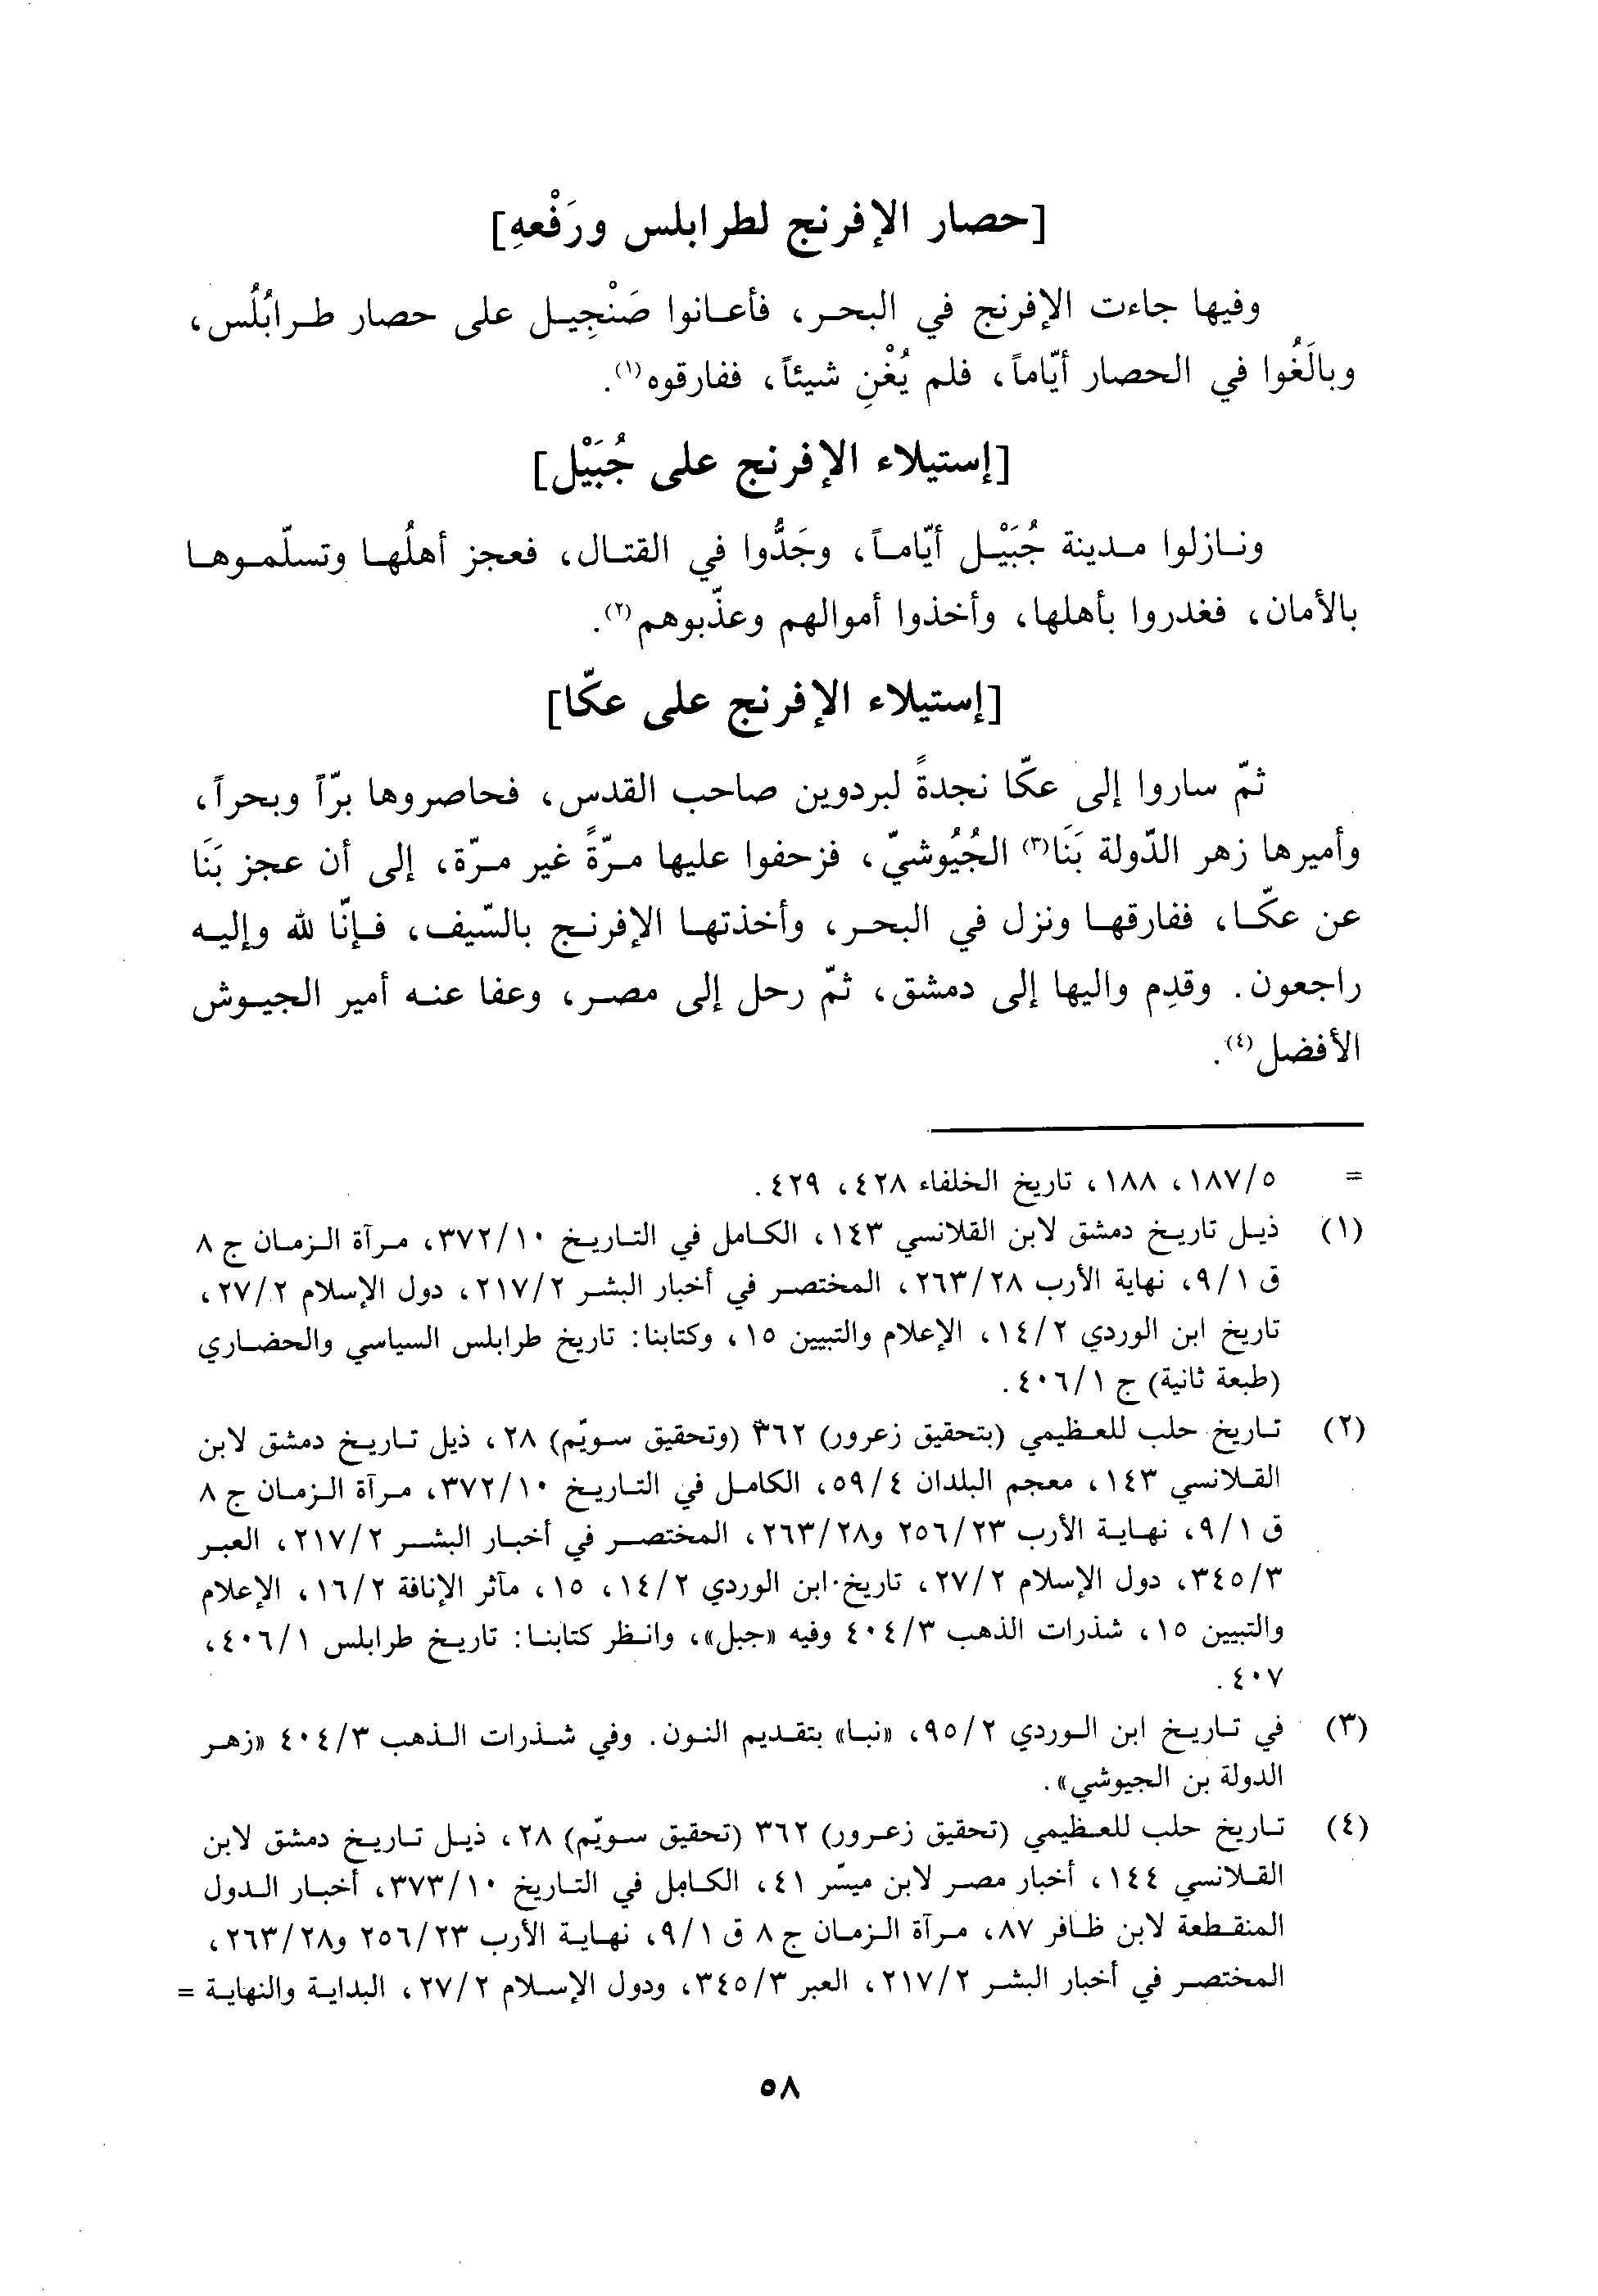 [حصار الإفرنج لطرابلس ورَفْعهِ]
وفيها جاءت الإفرنج في البحر، فأعانوا صَنْجِيل على حصار طرابُلُس،
وبالَغُوا في الحصار أيّاماً، فلم يُغْنِ شيئاً، ففارقوه(١).
[إستيلاء الإفرنج على جُبَيْل]
ونازلوا مدينة جُبَيْل أيّاماً، وجَدُّوا في القتال، فعجز أهلُها وتسلّموها
بالأمان، فغدروا بأهلها، وأخذوا أموالهم وعذّبوهم(٢).
[إستيلاء الإفرنج على عكّا]
ثمّ ساروا إلى عكّا نجدةً لبردوين صاحب القدس، فحاصروها برّاً وبحراً،
وأميرها زهر الدّولة بَنَا(٣) الجُيُوشيّ، فزحفوا عليها مرّةً غير مرّة، إلى أن عجز بَنَا
عن عكّا، ففارقها ونزل في البحر، وأخذتها الإفرنج بالسّيف، فإنّا لله وإليه
راجعون. وقدِم واليها إلى دمشق، ثمّ رحل إلى مصر، وعفا عنه أمير الجيوش
الأفضل(٤).
= ١٨٧/٥، ١٨٨، تاريخ الخلفاء ٤٢٨، ٤٢٩.
(١) ذيل تاريخ دمشق لابن القلانسي ١٤٣، الكامل في التاريخ ٣٧٢/١٠، مرآة الزمان ج ٨
ق ٩/١، نهاية الأرب ٢٦٣/٢٨، المختصر في أخبار البشر ٢١٧/٢، دول الإسلام ٢٧/٢،
تاريخ ابن الوردي ١٤/٢، الإعلام والتبيين ١٥، وكتابنا: تاريخ طرابلس السياسي والحضاري
(طبعة ثانية) ج ٤٠٦/١.
(٢) تاريخ حلب للعظيمي (بتحقيق زعرور) ٣٦٢ (وتحقيق سويّم) ٢٨، ذيل تاريخ دمشق لابن
القلانسي ١٤٣، معجم البلدان ٥٩/٤، الكامل في التاريخ ٣٧٢/١٠، مرآة الزمان ج ٨
ق ٩/١، نهاية الأرب ٢٥٦/٢٣ و٢٦٣/٢٨، المختصر في أخبار البشر ٢١٧/٢، العبر
٣٤٥/٣، دول الإسلام ٢٧/٢، تاريخ ابن الوردي ١٤/٢، ١٥، مآثر الإنافة ١٦/٢، الإعلام
والتبيين ١٥، شذرات الذهب ٤٠٤/٣ وفيه «جبل»، وانظر كتابنا: تاريخ طرابلس ٤٠٦/١،
٤٠٧.
(٣) في تاريخ ابن الوردي ٩٥/٢، «نبا» بتقديم النون. وفي شذرات الذهب ٤٠٤/٣ «زهر
الدولة بن الجيوشي».
(٤) تاريخ حلب للعظيمي (تحقيق زعرور) ٣٦٢ (تحقيق سويّم) ٢٨، ذيل تاريخ دمشق لابن
القلانسي ١٤٤، أخبار مصر لابن ميسّر ٤١، الكامل في التاريخ ٣٧٣/١٠، أخبار الدول
المنقطعة لابن ظافر ٨٧، مرآة الزمان ج ٨ ق ٩/١، نهاية الأرب ٢٥٦/٢٣ و٢٦٣/٢٨،
المختصر في أخبار البشر ٢١٧/٢، العبر ٣٤٥/٣، ودول الإسلام ٢٧/٢، البداية والنهاية =
٥٨